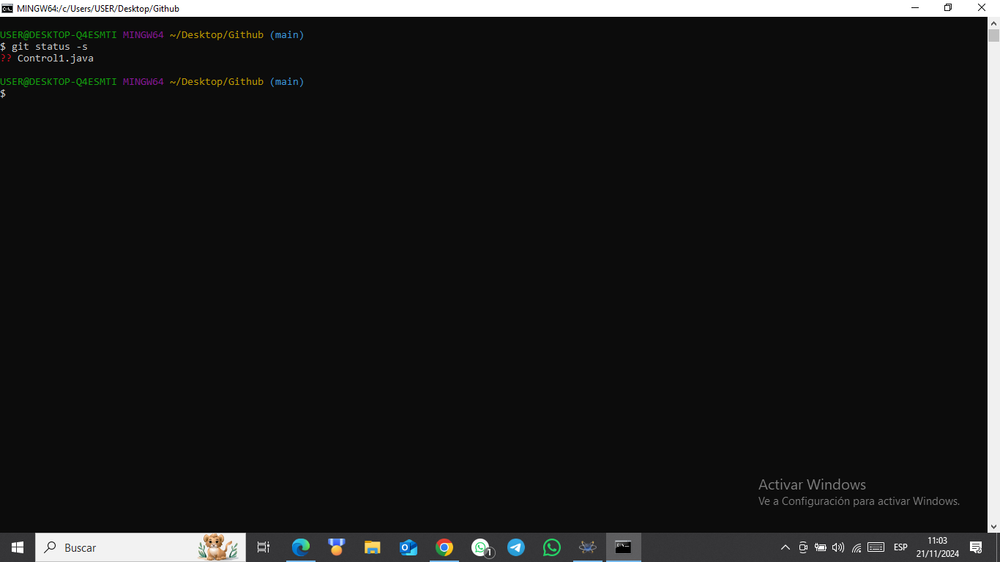 MINGW64:/c/Users/USER/Desktop/Github
USER@DESKTOP-Q4ESMTI MINGW64 ~/Desktop/Github (main)
$ git status -s
?? Control1.java
USER@DESKTOP-Q4ESMTI MINGW64 ~/Desktop/Github (main)
$
Activar Windows
Ve a Configuración para activar Windows.
Buscar
1
ESP
11:03
21/11/2024